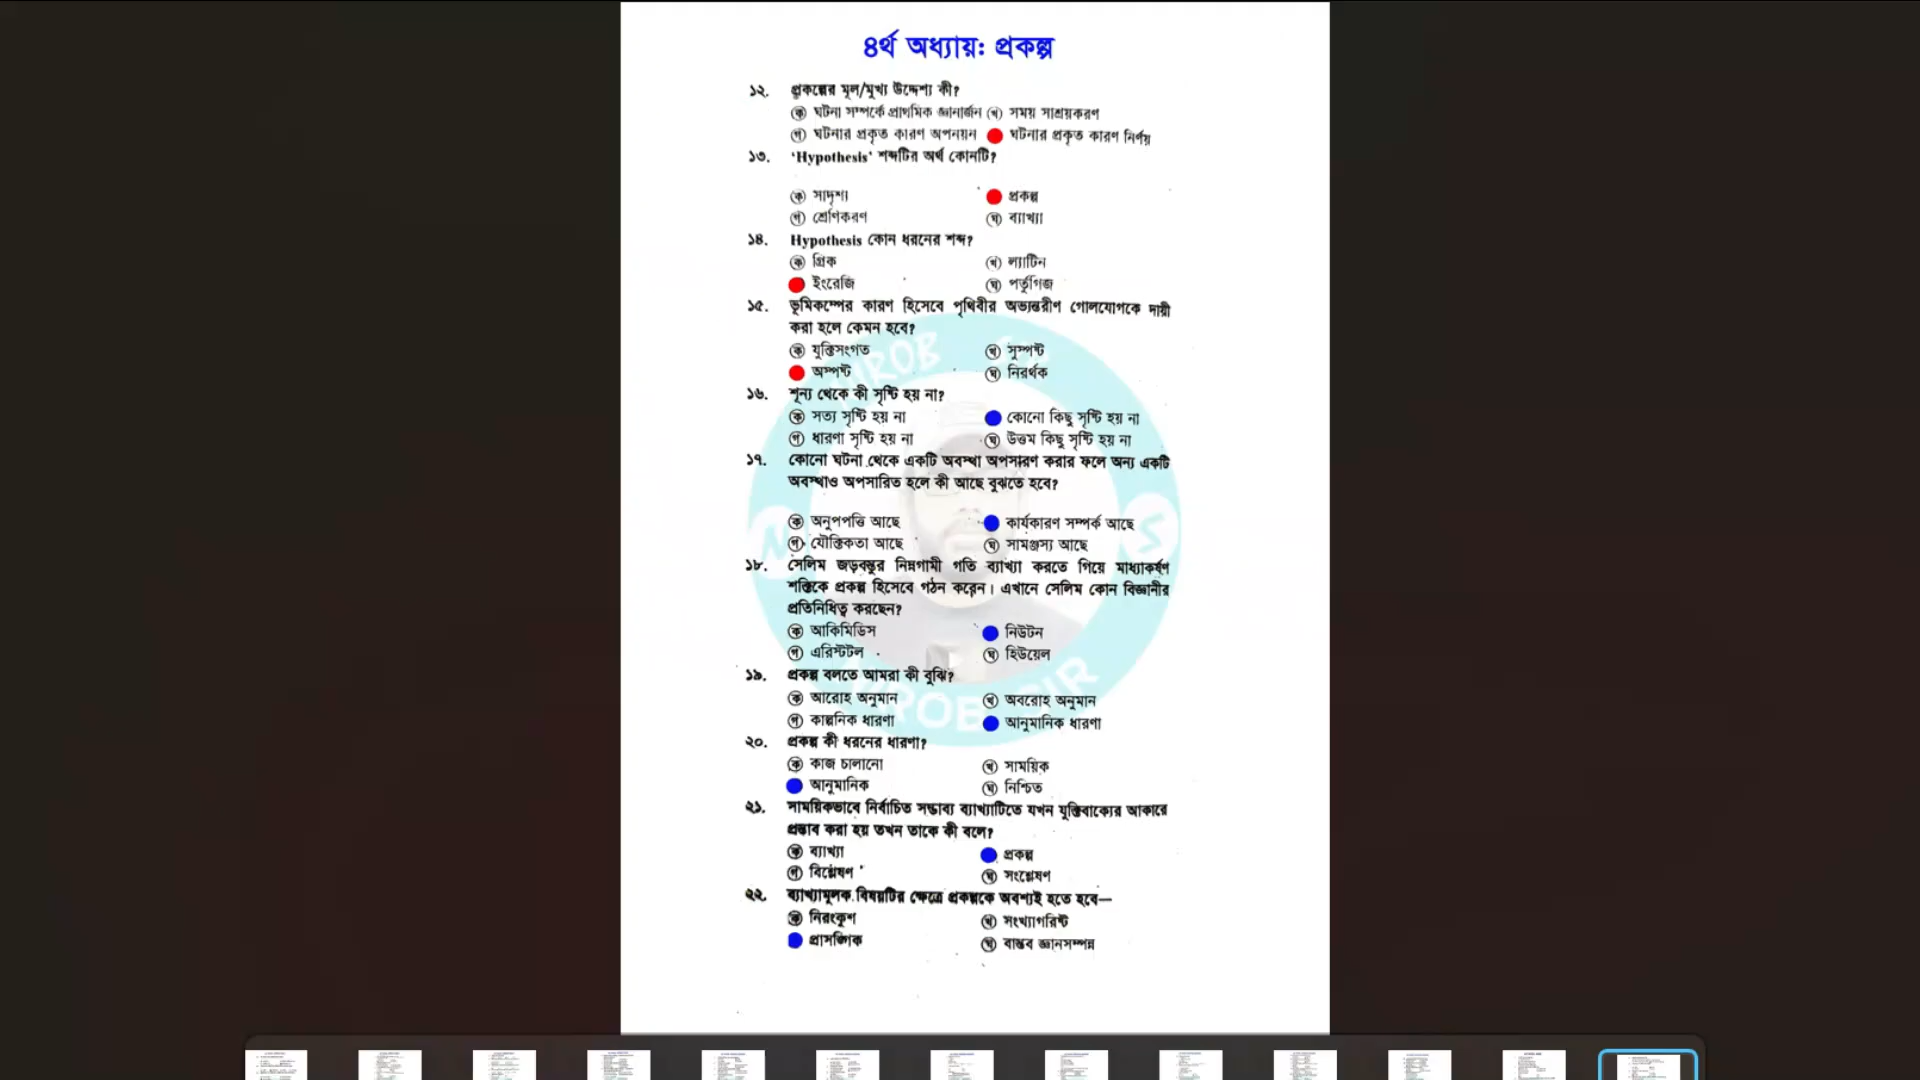 ৪র্থ অধ্যায়: প্রকল্প
১২. প্রকল্পের মূল/মুখ্য উদ্দেশ্য কী?
ক ঘটনা সম্পর্কে প্রাথমিক জ্ঞানার্জন খ সময় সাশ্রয়করণ
গ ঘটনার প্রকৃত কারণ অপনয়ন ঘটনার প্রকৃত কারণ নির্ণয়
১৩. ‘Hypothesis‘ শব্দটির অর্থ কোনটি?
ক সাদৃশ্য প্রকল্প
গ শ্রেণিকরণ ঘ ব্যাখ্যা
১৪. Hypothesis কোন ধরনের শব্দ?
ক গ্রিক খ ল্যাটিন
ইংরেজি ঘ পর্তুগিজ
১৫. ভূমিকম্পের কারণ হিসেবে পৃথিবীর অভ্যন্তরীণ গোলযোগকে দায়ী
করা হলে কেমন হবে?
ক যুক্তিসংগত খ সুস্পষ্ট
অস্পষ্ট ঘ নিরর্থক
১৬. শূন্য থেকে কী সৃষ্টি হয় না?
ক সত্য সৃষ্টি হয় না কোনো কিছু সৃষ্টি হয় না
গ ধারণা সৃষ্টি হয় না ঘ উত্তম কিছু সৃষ্টি হয় না
১৭. কোনো ঘটনা থেকে একটি অবস্থা অপসারণ করার ফলে অন্য একটি
অবস্থাও অপসারিত হলে কী আছে বুঝতে হবে?
ক অনুপপত্তি আছে কার্যকারণ সম্পর্ক আছে
গ যৌক্তিকতা আছে ঘ সামঞ্জস্য আছে
১৮. সেলিম জড়বস্তুর নিম্নগামী গতি ব্যাখ্যা করতে গিয়ে মাধ্যাকর্ষণ
শক্তিকে প্রকল্প হিসেবে গঠন করেন। এখানে সেলিম কোন বিজ্ঞানীর
প্রতিনিধিত্ব করছেন?
ক আর্কিমিডিস নিউটন
গ এরিস্টটল ঘ হিউয়েল
১৯. প্রকল্প বলতে আমরা কী বুঝি?
ক আরোহ অনুমান খ অবরোহ অনুমান
গ কাল্পনিক ধারণা আনুমানিক ধারণা
২০. প্রকল্প কী ধরনের ধারণা?
ক কাজ চালানো খ সাময়িক
আনুমানিক ঘ নিশ্চিত
২১. সাময়িকভাবে নির্বাচিত সম্ভাব্য ব্যাখ্যাটিতে যখন যুক্তিবাক্যের আকারে
প্রস্তাব করা হয় তখন তাকে কী বলে?
ক ব্যাখ্যা প্রকল্প
গ বিশ্লেষণ ঘ সংশ্লেষণ
২২. ব্যাখ্যামূলক বিষয়টির ক্ষেত্রে প্রকল্পকে অবশ্যই হতে হবে—
ক নিরংকুশ খ সংখ্যাগরিষ্ট
প্রাসঙ্গিক ঘ বাস্তব জ্ঞানসম্পন্ন